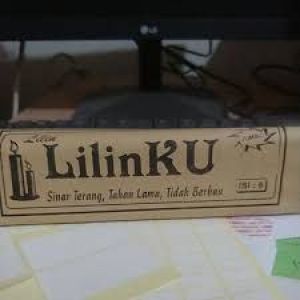 Lilin
LilinKU
Sinar Terang, Tahan Lama, Tidak Berbau
ISI : 6